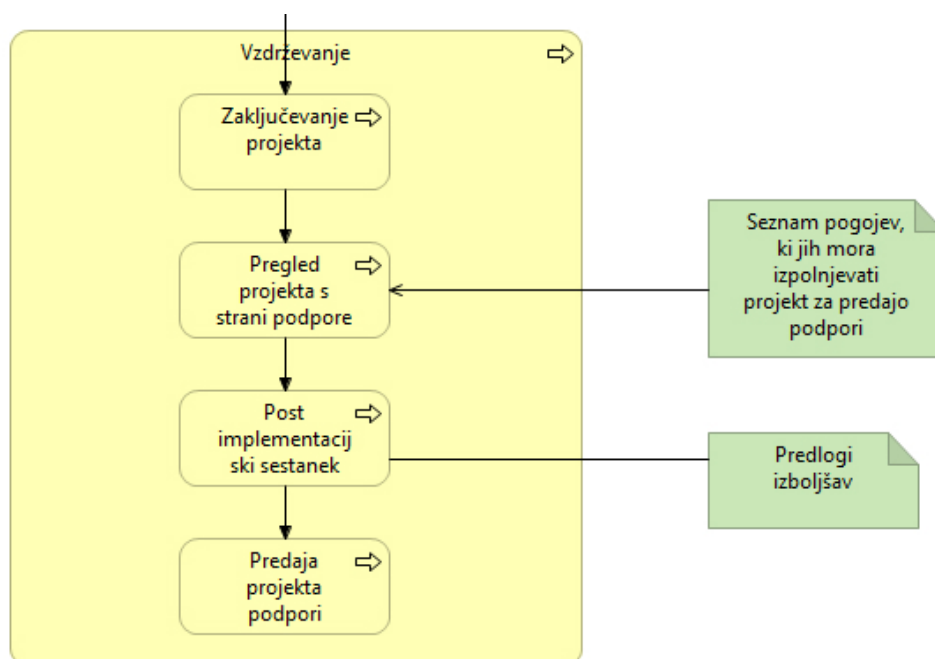 Vzdrževanje
Zaključevanje
projekta
Pregled
projekta s
strani podpore
Seznam pogojev,
ki jih mora
izpolnjevati
projekt za predajo
podpori
Post
implementacij
ski sestanek
Predlogi
izboljšav
Predaja
projekta
podpori